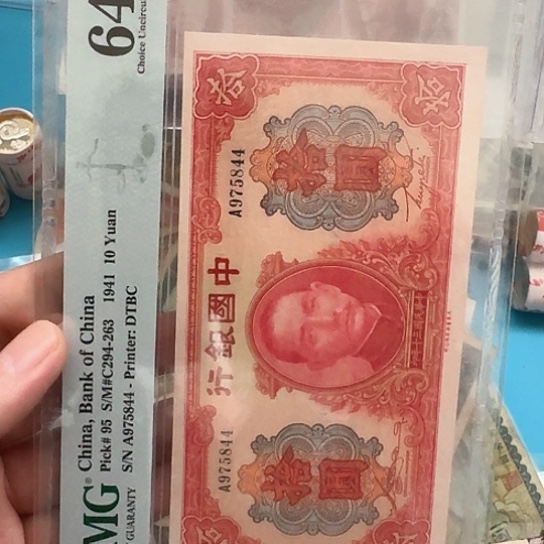 64
Choice Uncircu
MG
China, Bank of China
Pick# 95 S/M#C294-263 1941 10 Yuan
S/N A975844 - Printer: DTBC
GUARANTY
中國銀行
拾
拾
拾圓
拾圓
A975844
A975844